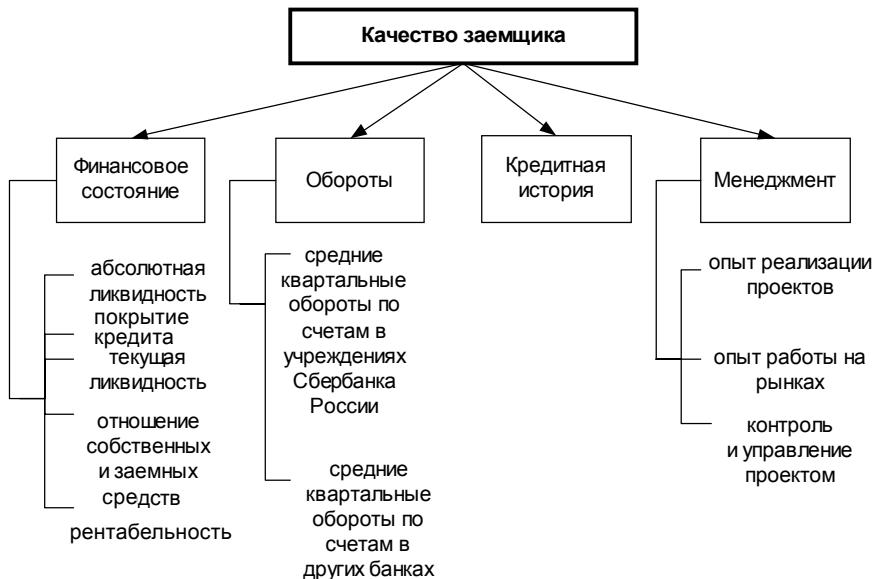 Качество заемщика
Финансовое
состояние
Обороты
Кредитная
история
Менеджмент
абсолютная
ликвидность
покрытие
кредита
текущая
ликвидность
отношение
собственных
и заемных
средств
рентабельность
средние
квартальные
обороты по
счетам в
учреждениях
Сбербанка
России
средние
квартальные
обороты по
счетам в
других банках
опыт реализации
проектов
опыт работы на
рынках
контроль
и управление
проектом